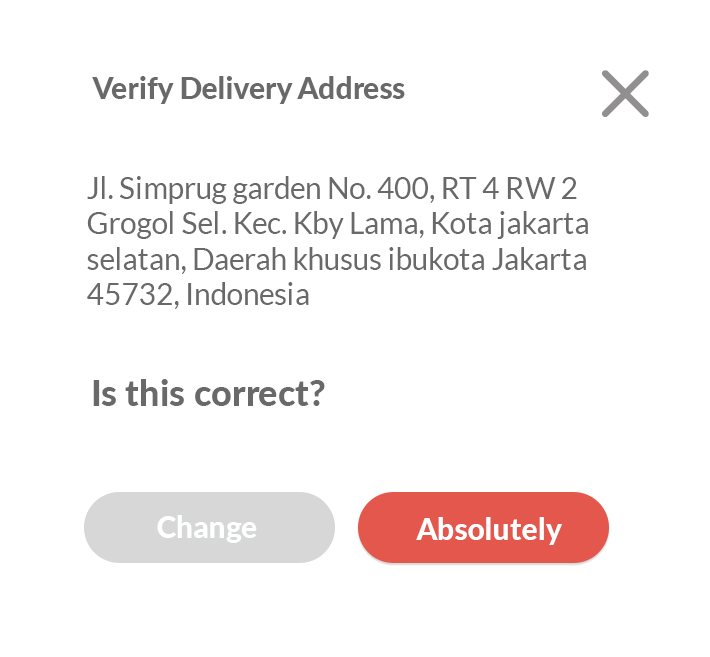 Verify Delivery Address
Jl. Simprug garden No. 400, RT 4 RW 2
Grogol Sel. Kec. Kby Lama, Kota jakarta
selatan, Daerah khusus ibukota Jakarta
45732, Indonesia
Is this correct?
Change
Absolutely